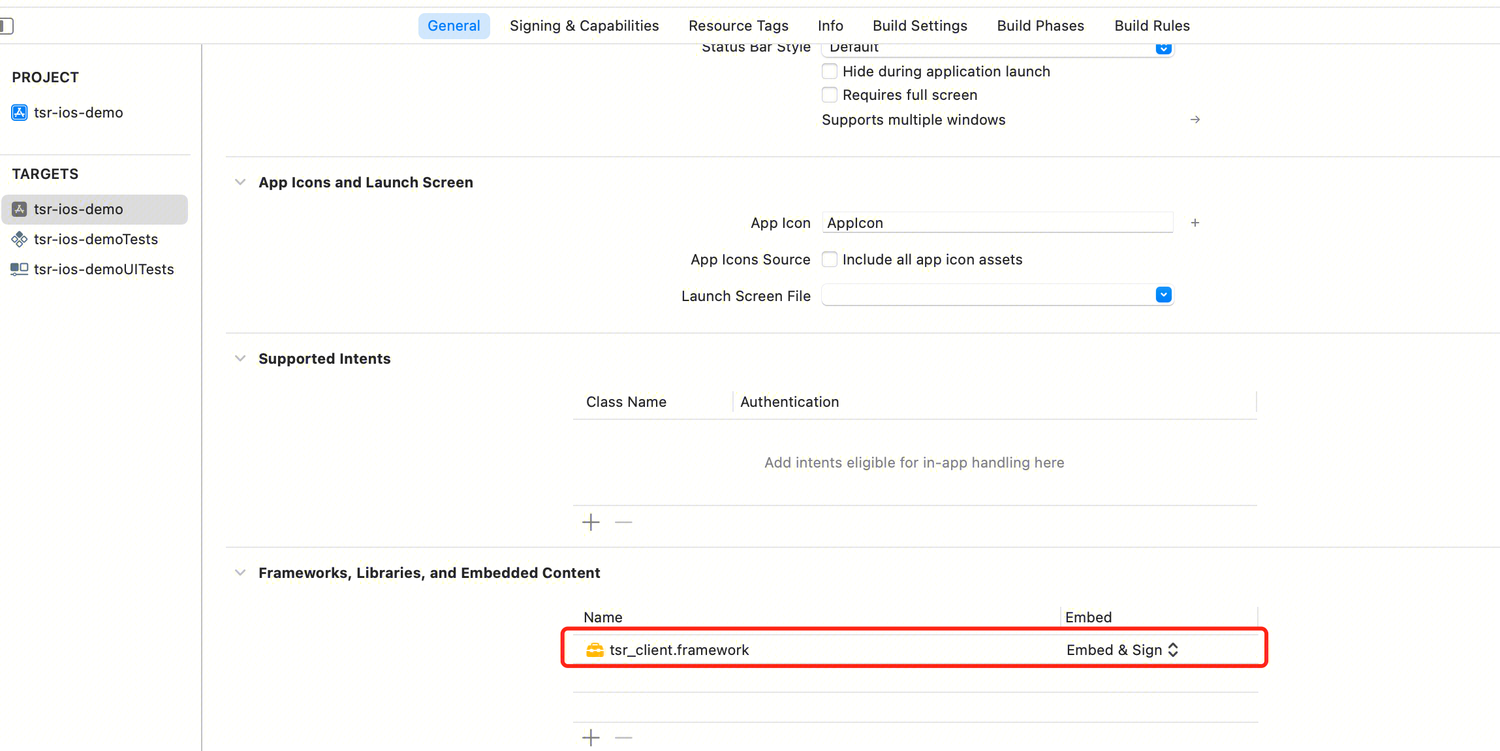 General Signing & Capabilities Resource Tags Info Build Settings Build Phases Build Rules
PROJECT
tsr-ios-demo
TARGETS
tsr-ios-demo
tsr-ios-demoTests
tsr-ios-demoUITests
Status Bar Style Default
Hide during application launch
Requires full screen
Supports multiple windows
App Icons and Launch Screen
App Icon AppIcon
App Icons Source Include all app icon assets
Launch Screen File
Supported Intents
Class Name Authentication
Add intents eligible for in-app handling here
Frameworks, Libraries, and Embedded Content
Name Embed
tsr_client.framework Embed & Sign